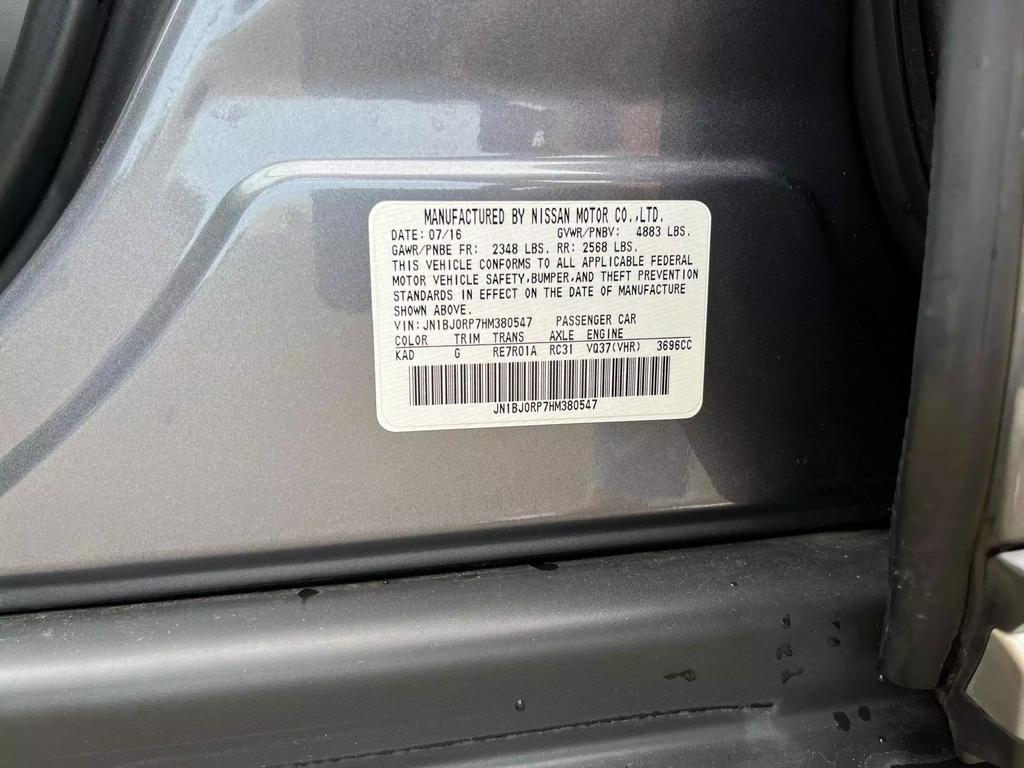 MANUFACTURED BY NISSAN MOTOR CO.,LTD.
DATE: 07/16 GVWR/PNBV: 4883 LBS.
GAWR/PNBE FR: 2348 LBS. RR: 2568 LBS.
THIS VEHICLE CONFORMS TO ALL APPLICABLE FEDERAL
MOTOR VEHICLE SAFETY,BUMPER,AND THEFT PREVENTION
STANDARDS IN EFFECT ON THE DATE OF MANUFACTURE
SHOWN ABOVE.
VIN:JN1BJ0RP7HM380547 PASSENGER CAR
COLOR TRIM TRANS AXLE ENGINE
KAD G RE7R01A RC31 VQ37(VHR) 3696CC
JN1BJ0RP7HM380547